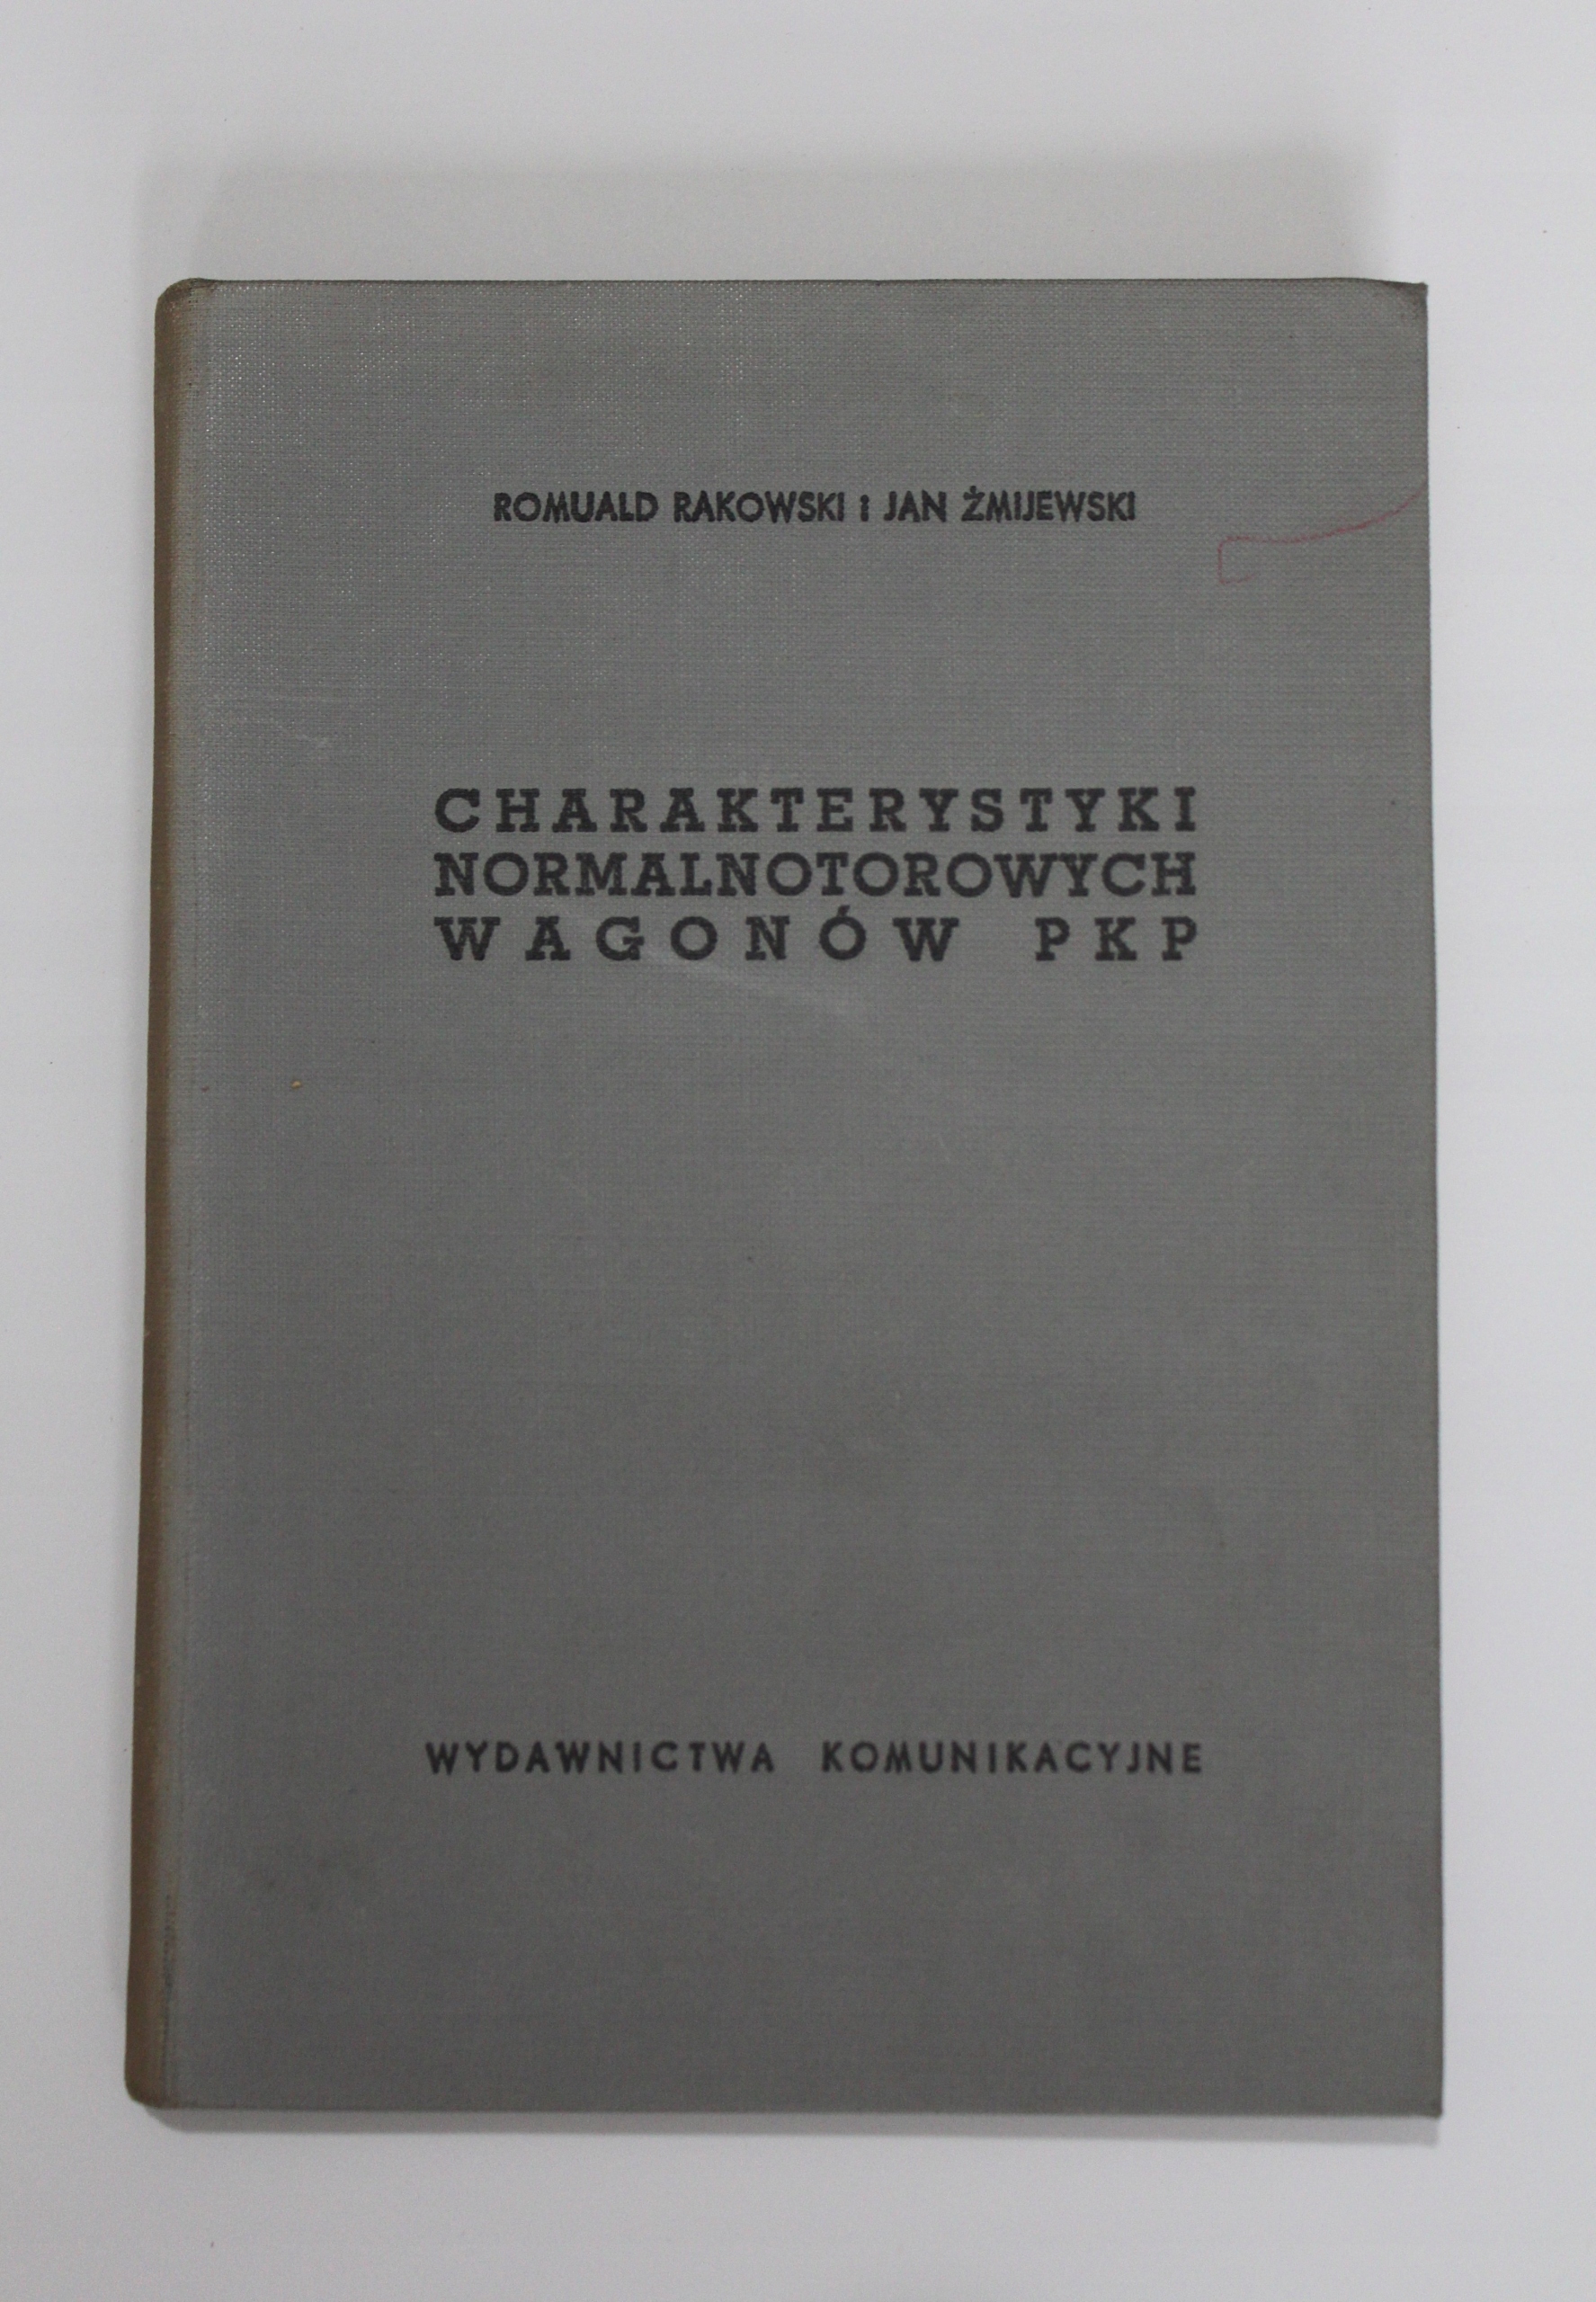 ROMUALD RAKOWSKI i JAN ŻMIJEWSKI
CHARAKTERYSTYKI
NORMALNOTOROWYCH
WAGONÓW PKP
WYDAWNICTWA KOMUNIKACYJNE